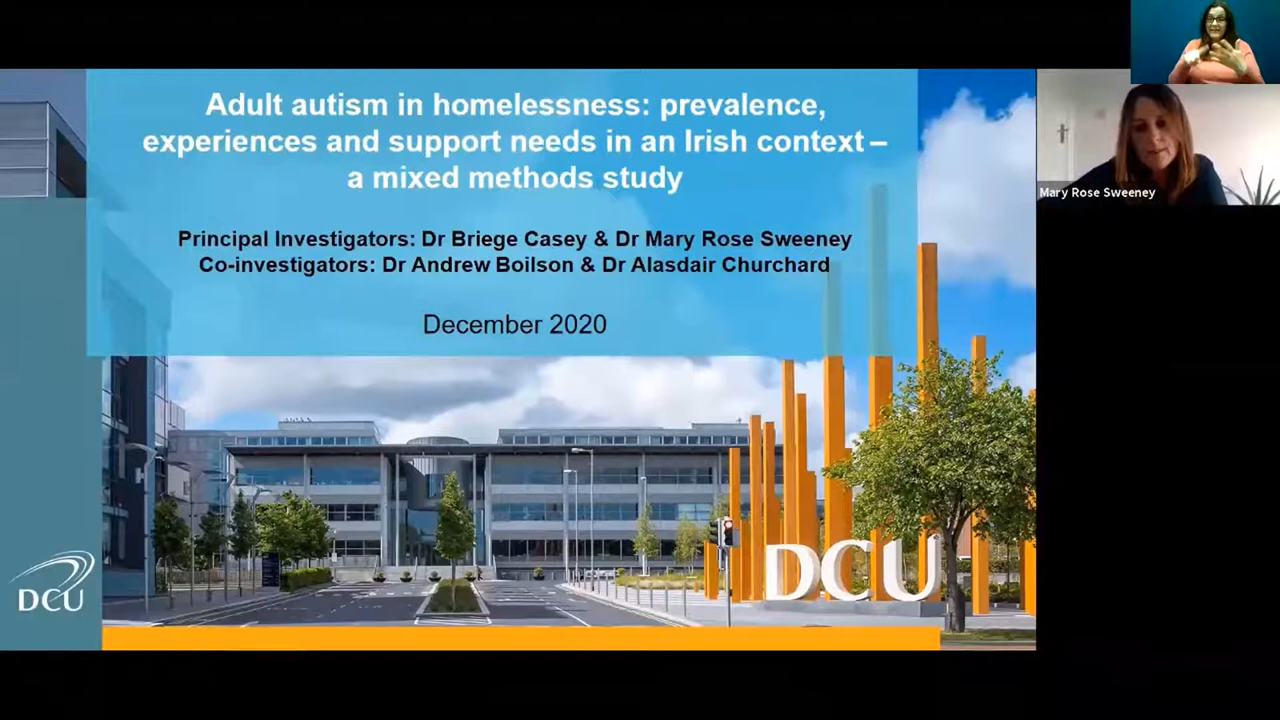 Adult autism in homelessness: prevalence,
experiences and support needs in an Irish context –
a mixed methods study
Principal Investigators: Dr Briege Casey & Dr Mary Rose Sweeney
Co-investigators: Dr Andrew Boilson & Dr Alasdair Churchard
December 2020
Mary Rose Sweeney
DCU
DCU